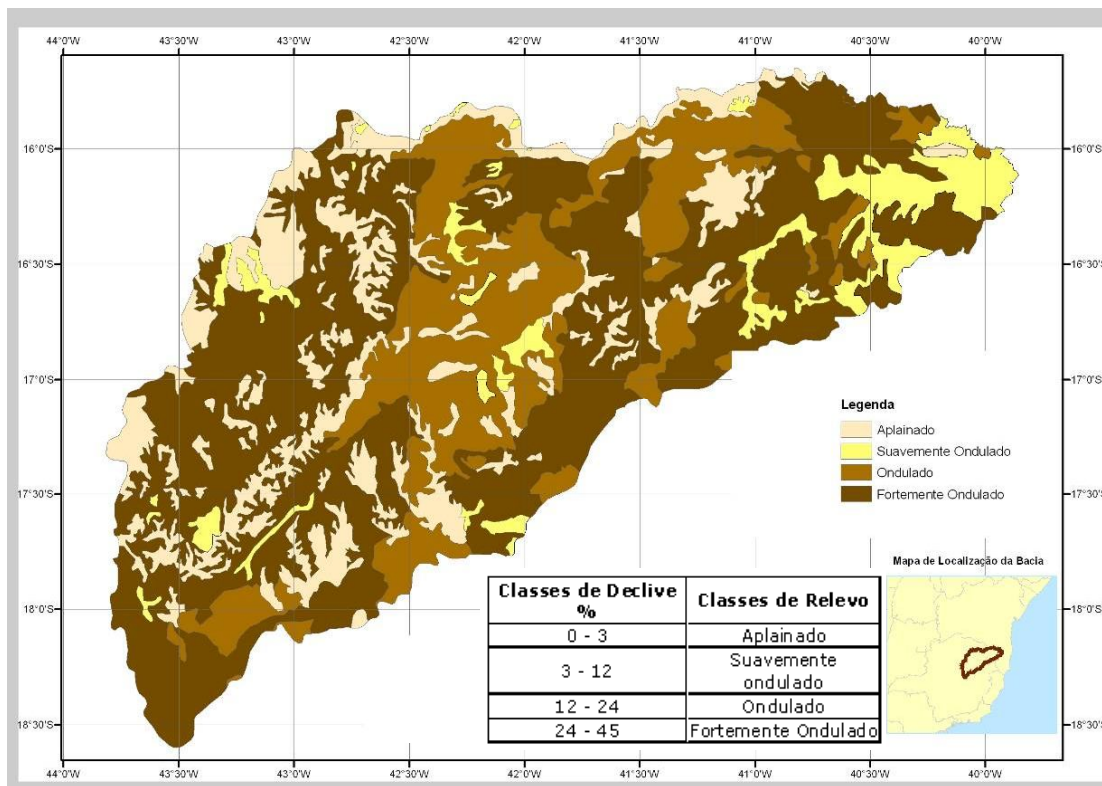 44°0'W 43°30'W 43°0'W 42°30'W 42°0'W 41°30'W 41°0'W 40°30'W 40°0'W
16°0'S 16°0'S
16°30'S 16°30'S
17°0'S 17°0'S
Legenda
Aplainado
Suavemente Ondulado
Ondulado
Fortemente Ondulado
17°30'S 17°30'S
Mapa de Localização da Bacia
Classes de Declive % Classes de Relevo
0 - 3 Aplainado
3 - 12 Suavemente ondulado
12 - 24 Ondulado
24 - 45 Fortemente Ondulado
18°0'S 18°0'S
18°30'S 18°30'S
44°0'W 43°30'W 43°0'W 42°30'W 42°0'W 41°30'W 41°0'W 40°30'W 40°0'W